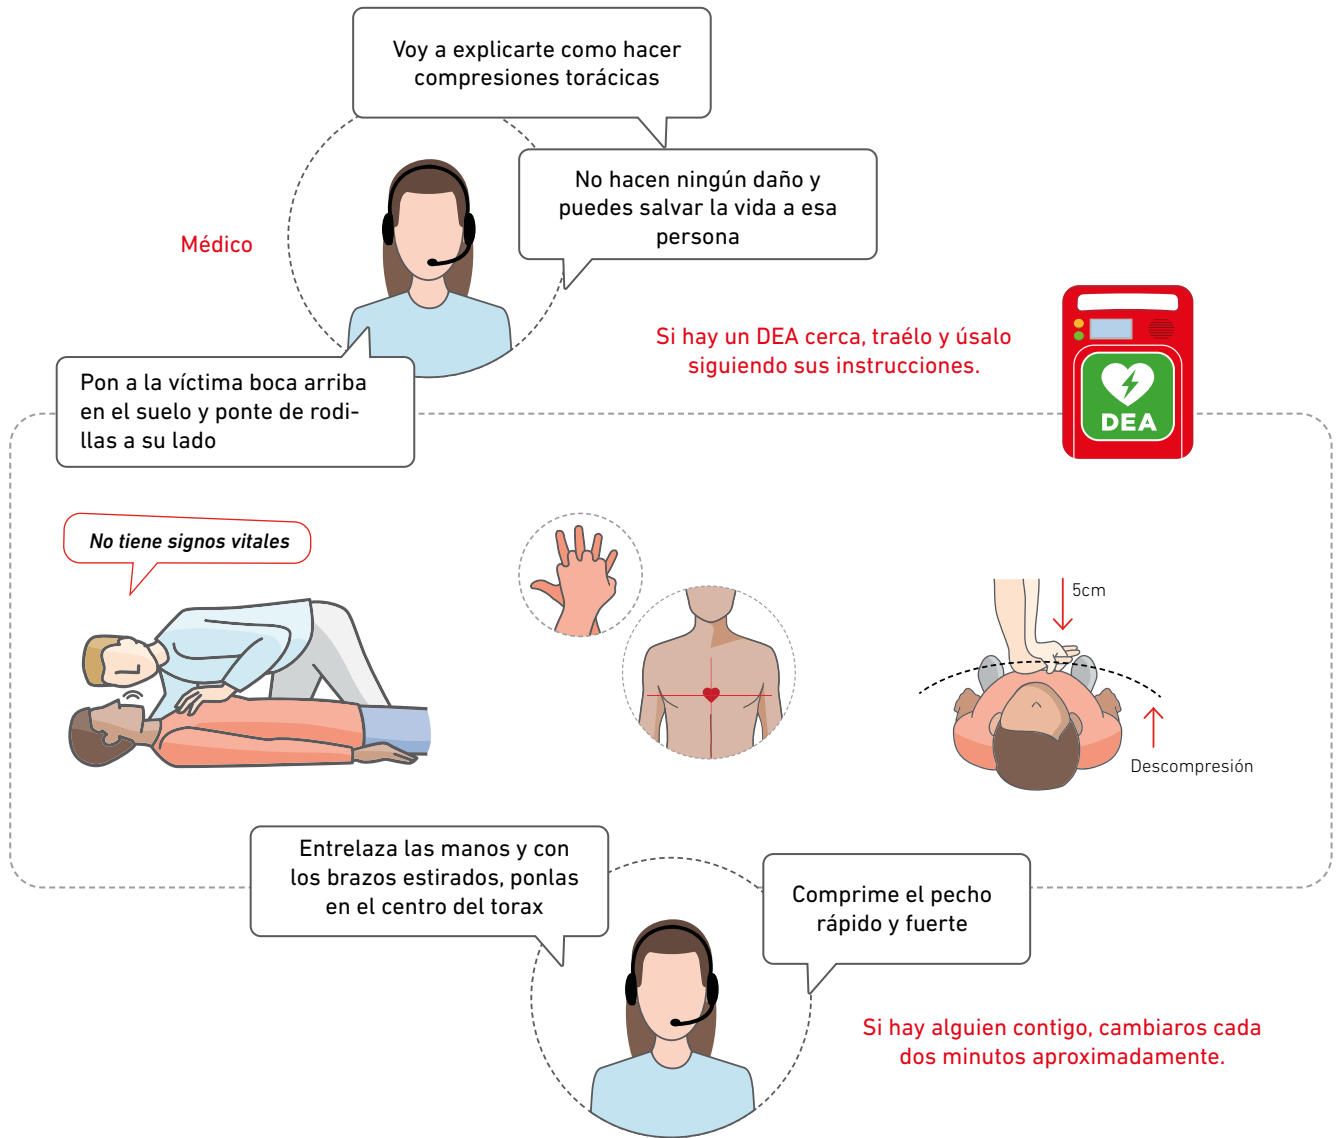 Voy a explicarte como hacer
compresiones torácicas
No hacen ningún daño y
puedes salvar la vida a esa
persona
Médico
Si hay un DEA cerca, traélo y úsalo
siguiendo sus instrucciones.
Pon a la víctima boca arriba
en el suelo y ponte de rodi-
llas a su lado
DEA
No tiene signos vitales
5cm
Descompresión
Entrelaza las manos y con
los brazos estirados, ponlas
en el centro del torax
Comprime el pecho
rápido y fuerte
Si hay alguien contigo, cambiaros cada
dos minutos aproximadamente.